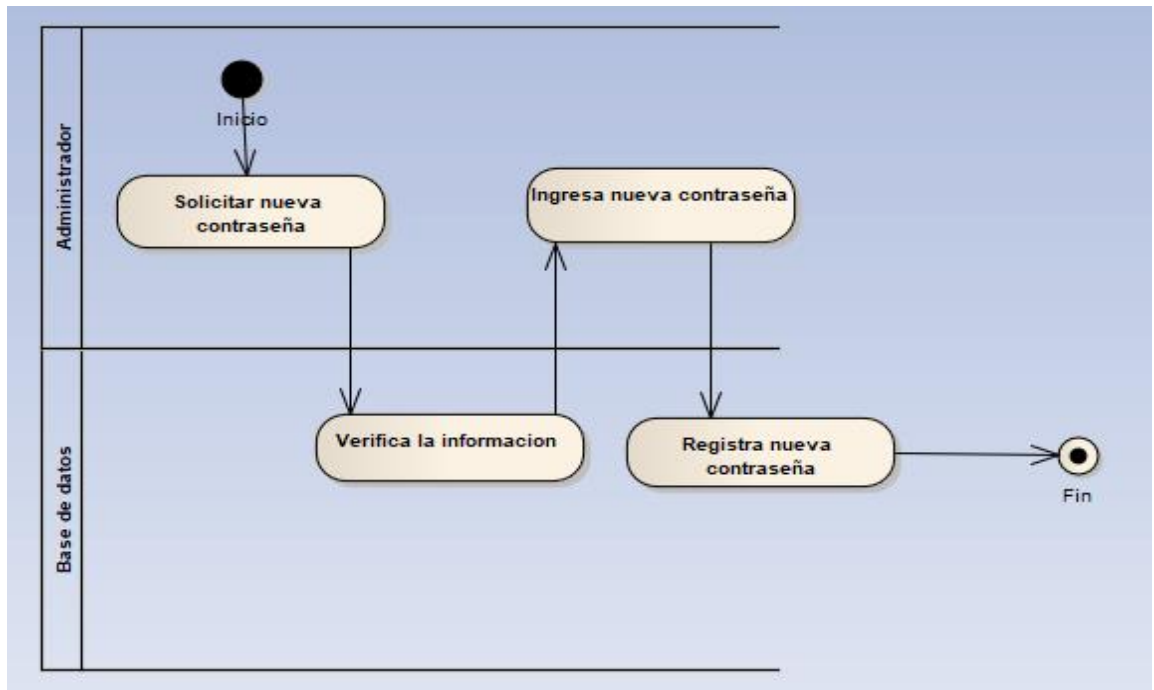 Administrador
Inicio
Solicitar nueva
contraseña
Ingresa nueva contraseña
Base de datos
Verifica la informacion
Registra nueva
contraseña
Fin